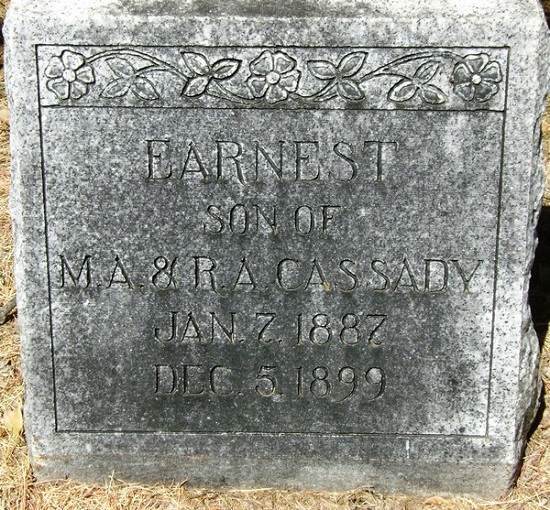 EARNEST
SON OF
M.A. & R.A. CASSADY
JAN. 7, 1887
DEC. 5, 1899